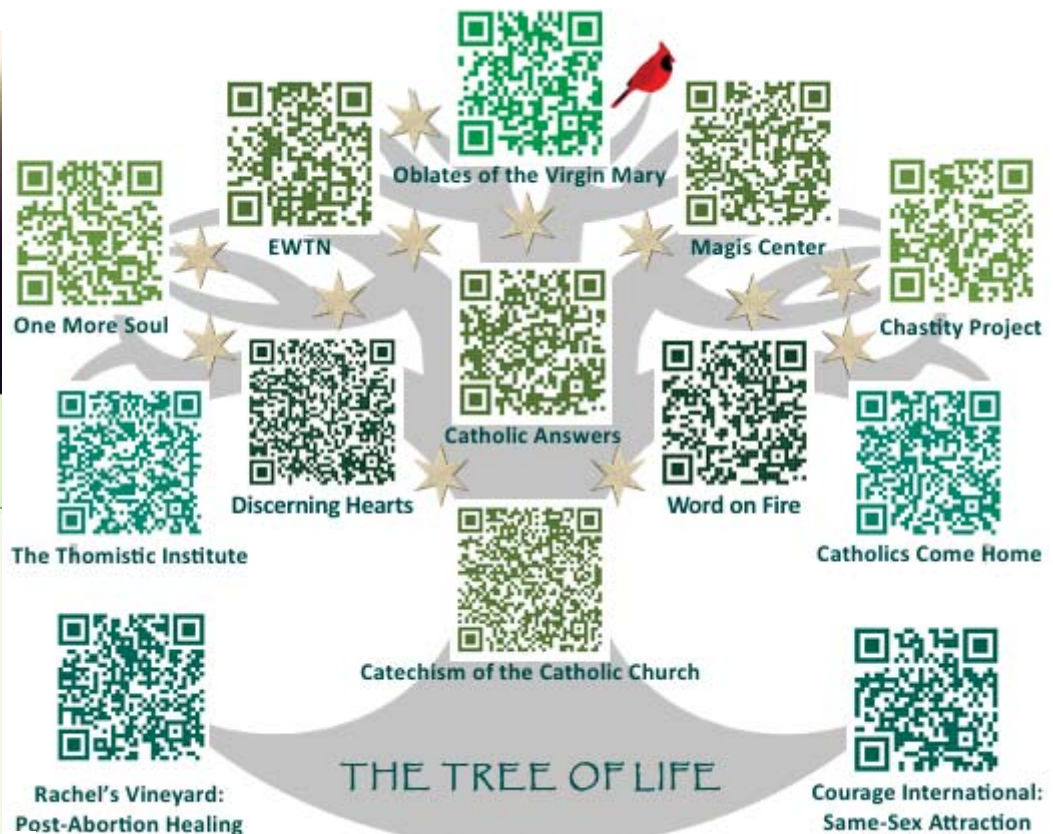 Oblates of the Virgin Mary
EWTN
Magis Center
One More Soul
Chastity Project
Catholic Answers
Discerning Hearts
Word on Fire
The Thomistic Institute
Catholics Come Home
Catechism of the Catholic Church
THE TREE OF LIFE
Rachel's Vineyard:
Post-Abortion Healing
Courage International:
Same-Sex Attraction